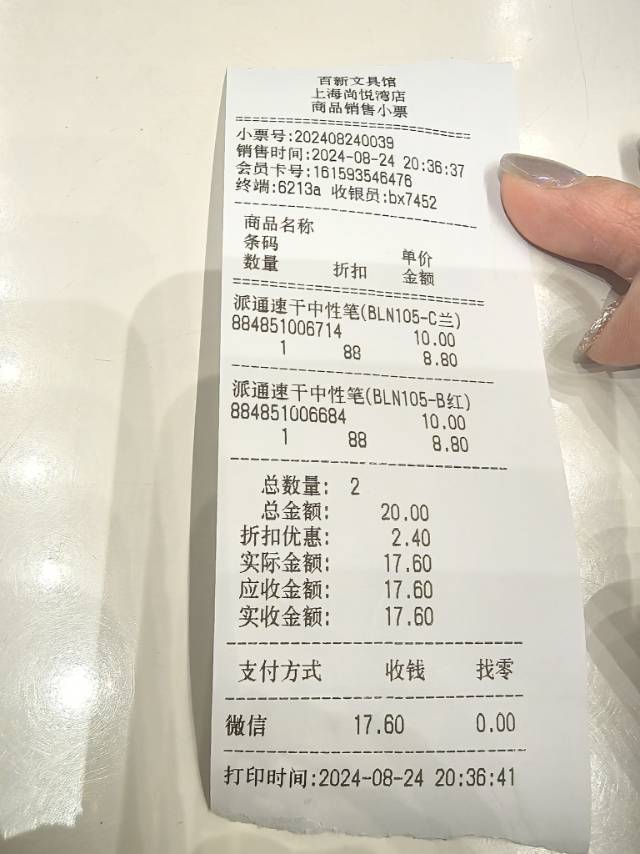 百新文具馆
上海尚悦湾店
商品销售小票
小票号:202408240039
销售时间:2024-08-24 20:36:37
会员卡号:161593546476
终端:6213a 收银员:bx7452
商品名称
条码 单价
数量 折扣 金额
派通速干中性笔(BLN105-C兰)
884851006714 10.00
1 88 8.80
派通速干中性笔(BLN105-B红)
884851006684 10.00
1 88 8.80
总数量: 2
总金额: 20.00
折扣优惠: 2.40
实际金额: 17.60
应收金额: 17.60
实收金额: 17.60
支付方式 收钱 找零
微信 17.60 0.00
打印时间:2024-08-24 20:36:41